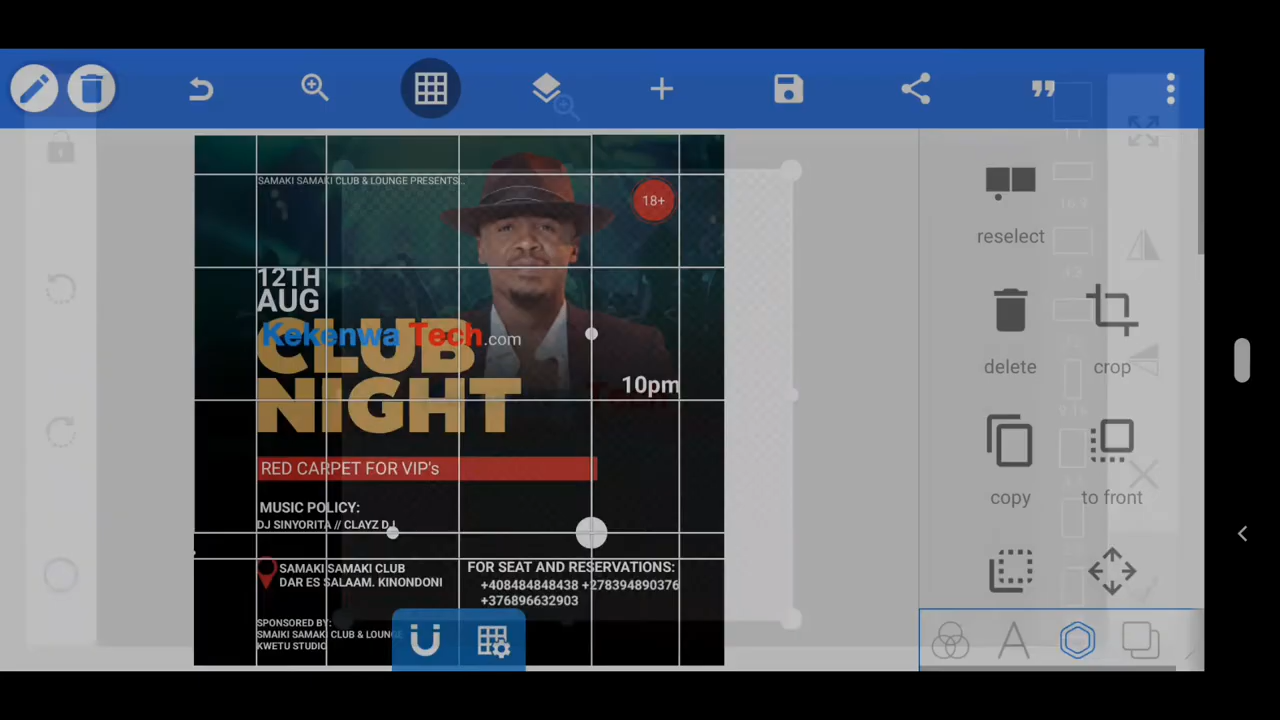 SAMAKI SAMAKI CLUB & LOUNGE PRESENTS...
18+
12TH
AUG
Kekenwa Tech.com
CLUB
NIGHT
10pm
Tech
RED CARPET FOR VIP's
MUSIC POLICY:
DJ SINYORITA // CLAYZ DJ
SAMAKI SAMAKI CLUB
DAR ES SALAAM. KINONDONI
FOR SEAT AND RESERVATIONS:
+408484848438 +278394890376
+376896632903
SPONSORED BY:
SMAIKI SAMAKI CLUB & LOUNGE
KWETU STUDIO
reselect
delete
crop
copy
to front